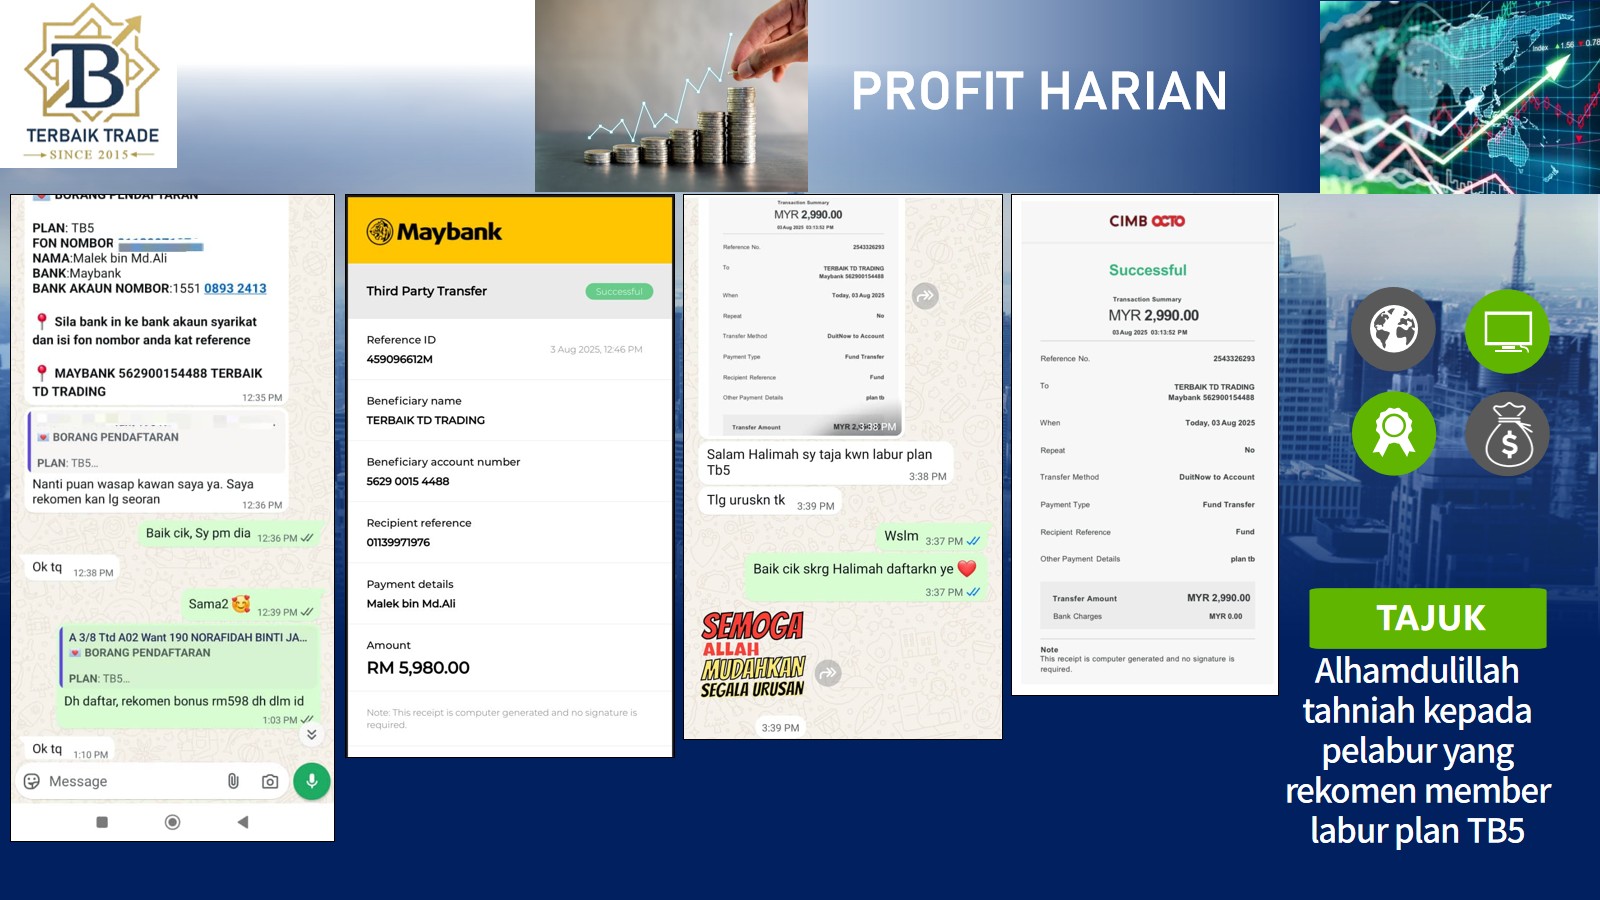 B
TERBAIK TRADE
SINCE 2015
PROFIT HARIAN
Index
1.56
0.78
BORANG PENDAFTARAN
PLAN: TB5
FON NOMBOR
NAMA:Malek bin Md.Ali
BANK:Maybank
BANK AKAUN NOMBOR:1551 0893 2413
Sila bank in ke bank akaun syarikat
dan isi fon nombor anda kat reference
MAYBANK 562900154488 TERBAIK
TD TRADING
12:35 PM
BORANG PENDAFTARAN
PLAN: TB5...
Nanti puan wasap kawan saya ya. Saya
rekomen kan lg seoran
12:36 PM
Baik cik, Sy pm dia 12:36 PM
Ok tq 12:38 PM
Sama2 12:39 PM
A 3/8 Ttd A02 Want 190 NORAFIDAH BINTI JA...
BORANG PENDAFTARAN
PLAN: TB5...
Dh daftar, rekomen bonus rm598 dh dlm id
1:03 PM
Ok tq 1:10 PM
Message
Maybank
Third Party Transfer Successful
Reference ID
459096612M
3 Aug 2025, 12:46 PM
Beneficiary name
TERBAIK TD TRADING
Beneficiary account number
5629 0015 4488
Recipient reference
01139971976
Payment details
Malek bin Md.Ali
Amount
RM 5,980.00
Note: This receipt is computer generated and no signature is
required.
Transaction Summary
MYR 2,990.00
03 Aug 2025 03:13:52 PM
Reference No. 2543326293
To TERBAIK TD TRADING
Maybank 562900154488
When Today, 03 Aug 2025
Repeat No
Transfer Method DuitNow to Account
Payment Type Fund Transfer
Recipient Reference Fund
Other Payment Details plan tb
Transfer Amount
3:38 PM
Salam Halimah sy taja kwn labur plan
Tb5
3:38 PM
Tlg uruskn tk 3:39 PM
Wslm 3:37 PM
Baik cik skrg Halimah daftarkn ye
3:37 PM
SEMOGA
ALLAH
MUDAHKAN
SEGALA URUSAN
3:39 PM
CIMB OCTO
Successful
Transaction Summary
MYR 2,990.00
03 Aug 2025 03:13:52 PM
Reference No. 2543326293
To TERBAIK TD TRADING
Maybank 562900154488
When Today, 03 Aug 2025
Repeat No
Transfer Method DuitNow to Account
Payment Type Fund Transfer
Recipient Reference Fund
Other Payment Details plan tb
Transfer Amount MYR 2,990.00
Bank Charges MYR 0.00
Note
This receipt is computer generated and no signature is
required.
$
TAJUK
Alhamdulillah
tahniah kepada
pelabur yang
rekomen member
labur plan TB5